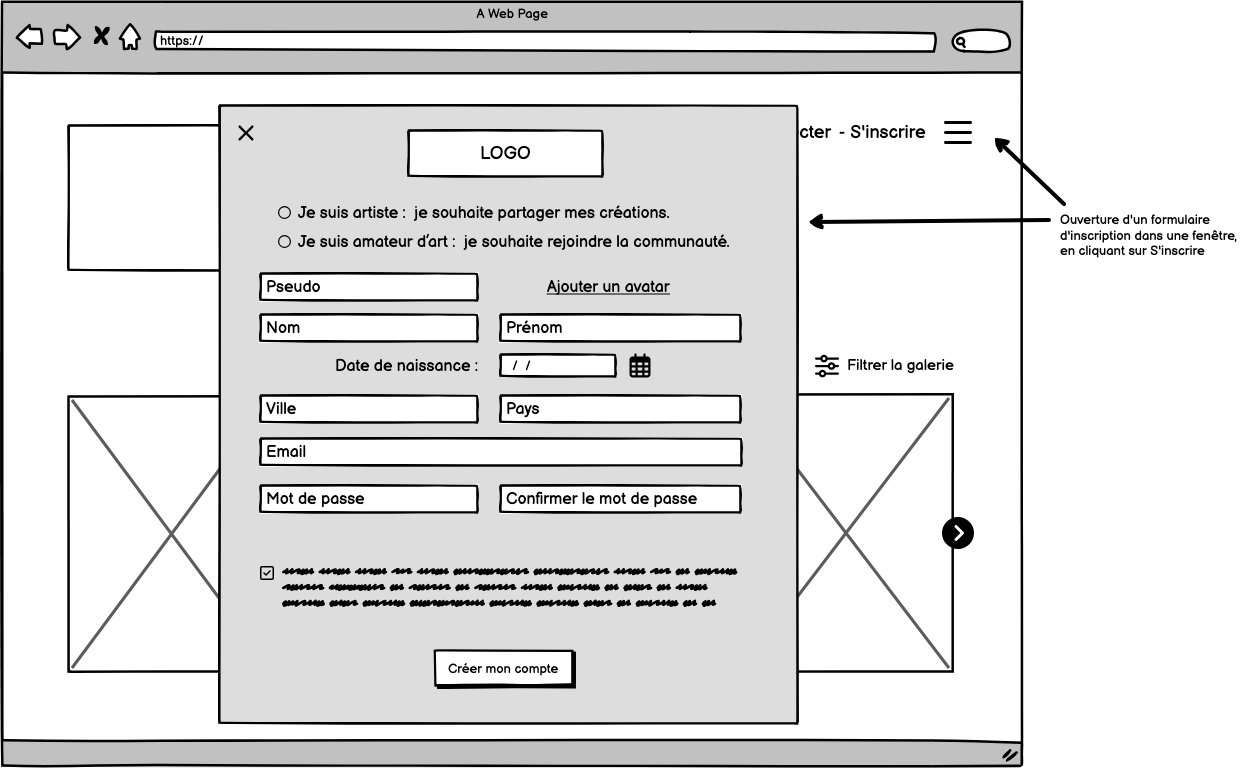 A Web Page
https://
cter - S'inscrire
LOGO
Je suis artiste : je souhaite partager mes créations.
Je suis amateur d'art : je souhaite rejoindre la communauté.
Pseudo
Ajouter un avatar
Nom
Prénom
Date de naissance :
/ /
Ville
Pays
Email
Mot de passe
Confirmer le mot de passe
Créer mon compte
Filtrer la galerie
Ouverture d'un formulaire
d'inscription dans une fenêtre,
en cliquant sur S'inscrire